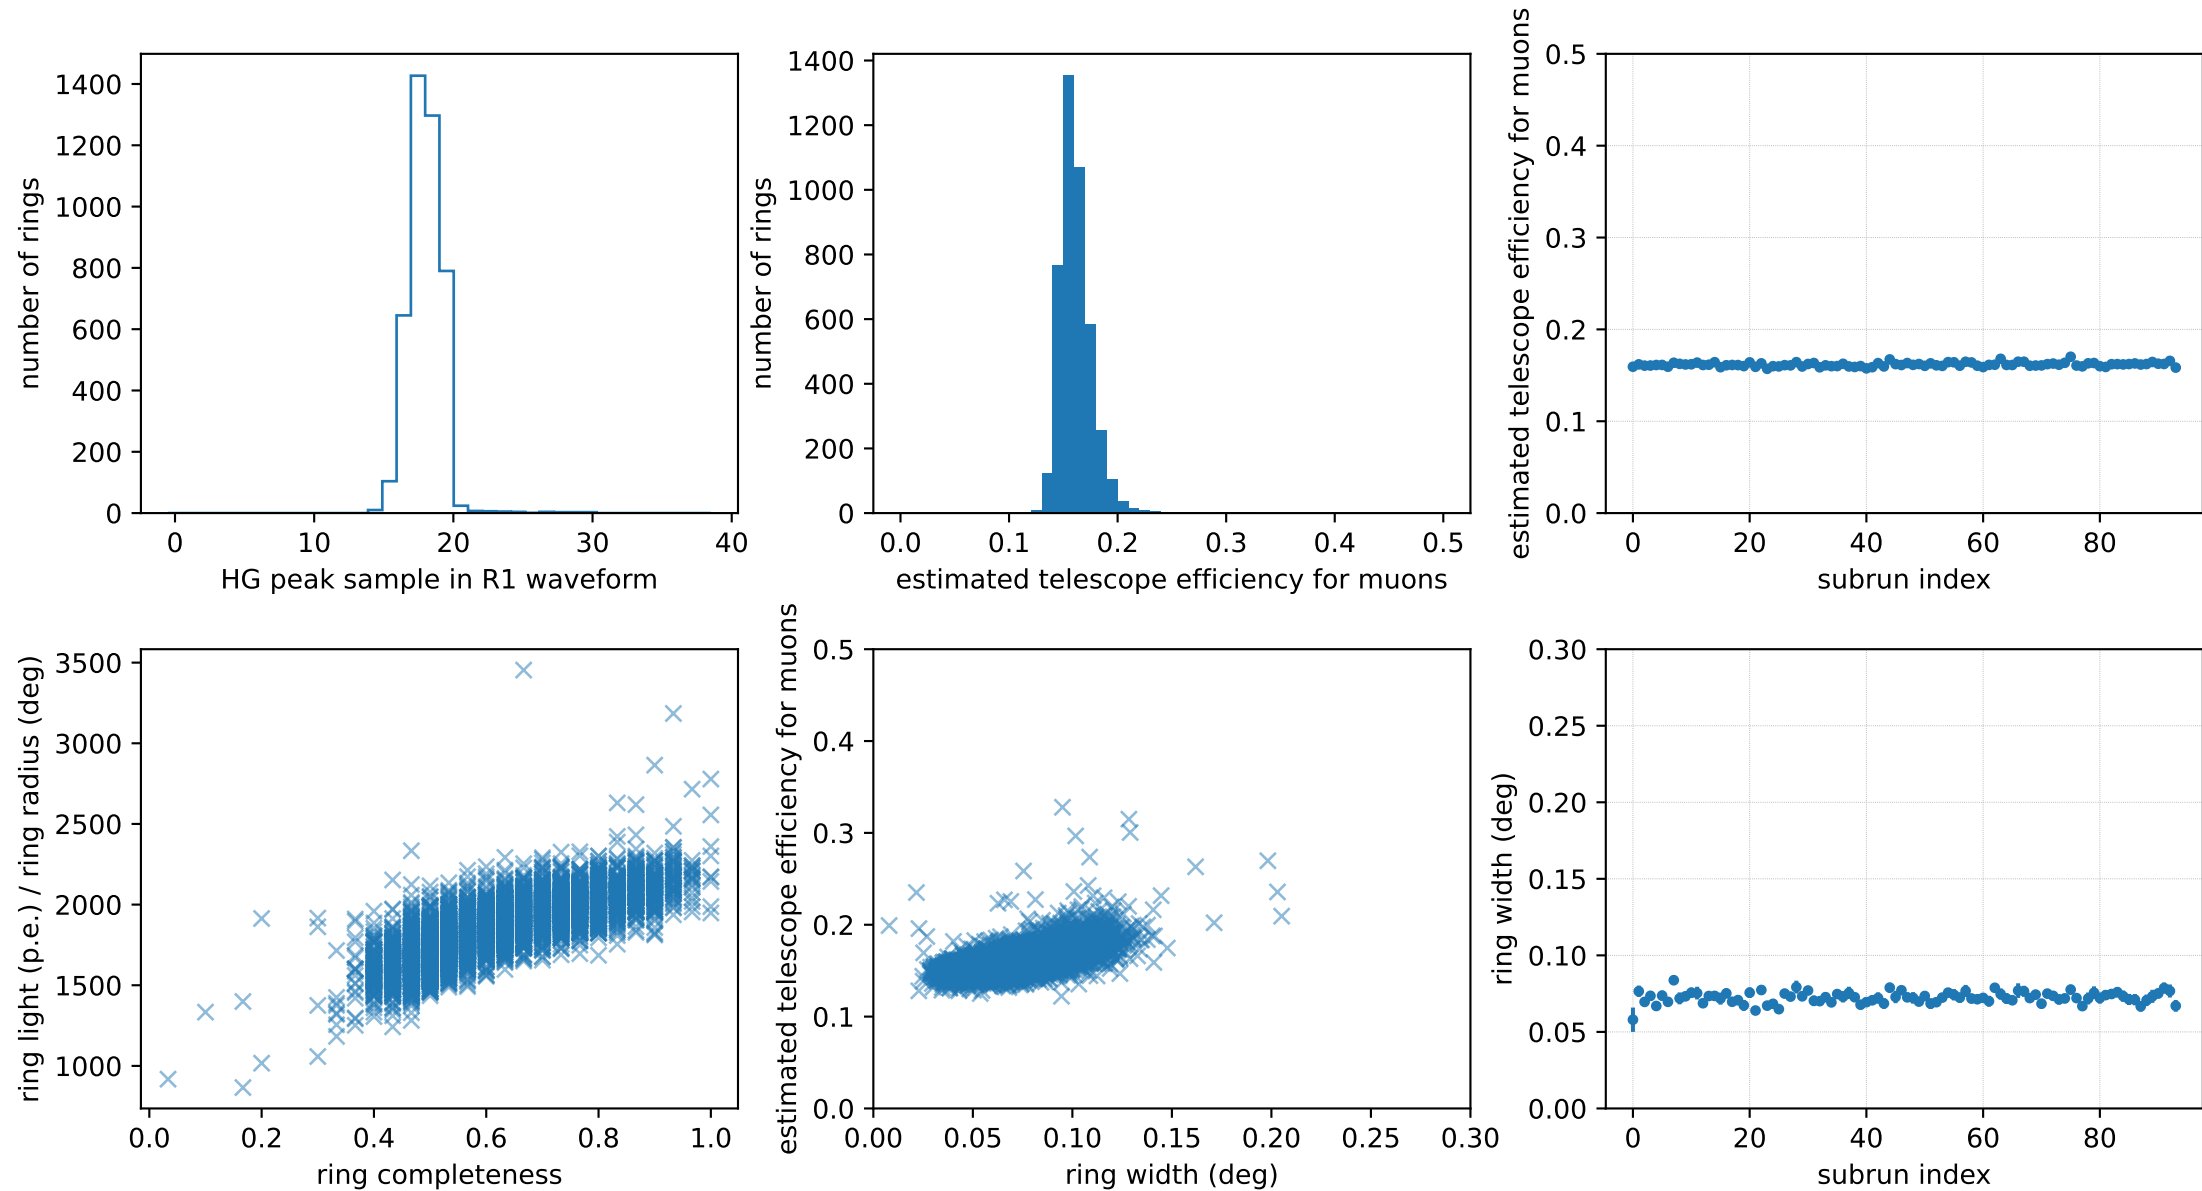 number of rings
1400
1200
1000
800
600
400
200
0
0 10 20 30 40
HG peak sample in R1 waveform
number of rings
1400
1200
1000
800
600
400
200
0
0.0 0.1 0.2 0.3 0.4 0.5
estimated telescope efficiency for muons
estimated telescope efficiency for muons
0.5
0.4
0.3
0.2
0.1
0.0
0 20 40 60 80
subrun index
ring light (p.e.) / ring radius (deg)
3500
3000
2500
2000
1500
1000
0.0 0.2 0.4 0.6 0.8 1.0
ring completeness
estimated telescope efficiency for muons
0.5
0.4
0.3
0.2
0.1
0.0
0.00 0.05 0.10 0.15 0.20 0.25 0.30
ring width (deg)
ring width (deg)
0.30
0.25
0.20
0.15
0.10
0.05
0.00
0 20 40 60 80
subrun index